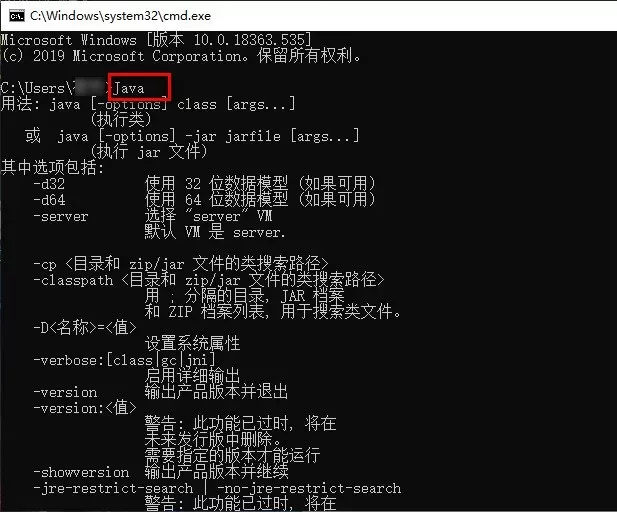 C:\Windows\system32\cmd.exe
Microsoft Windows [版本 10.0.18363.535]
(c) 2019 Microsoft Corporation。保留所有权利。
C:\Users\ >Java
用法: java [-options] class [args...]
(执行类)
或 java [-options] -jar jarfile [args...]
(执行 jar 文件)
其中选项包括:
-d32 使用 32 位数据模型 (如果可用)
-d64 使用 64 位数据模型 (如果可用)
-server 选择 "server" VM
默认 VM 是 server.
-cp <目录和 zip/jar 文件的类搜索路径>
-classpath <目录和 zip/jar 文件的类搜索路径>
用 ; 分隔的目录, JAR 档案
和 ZIP 档案列表, 用于搜索类文件。
-D<名称>=<值>
设置系统属性
-verbose:[class|gc|jni]
启用详细输出
-version 输出产品版本并退出
-version:<值>
警告: 此功能已过时, 将在
未来发行版中删除。
需要指定的版本才能运行
-showversion 输出产品版本并继续
-jre-restrict-search | -no-jre-restrict-search
警告: 此功能已过时, 将在